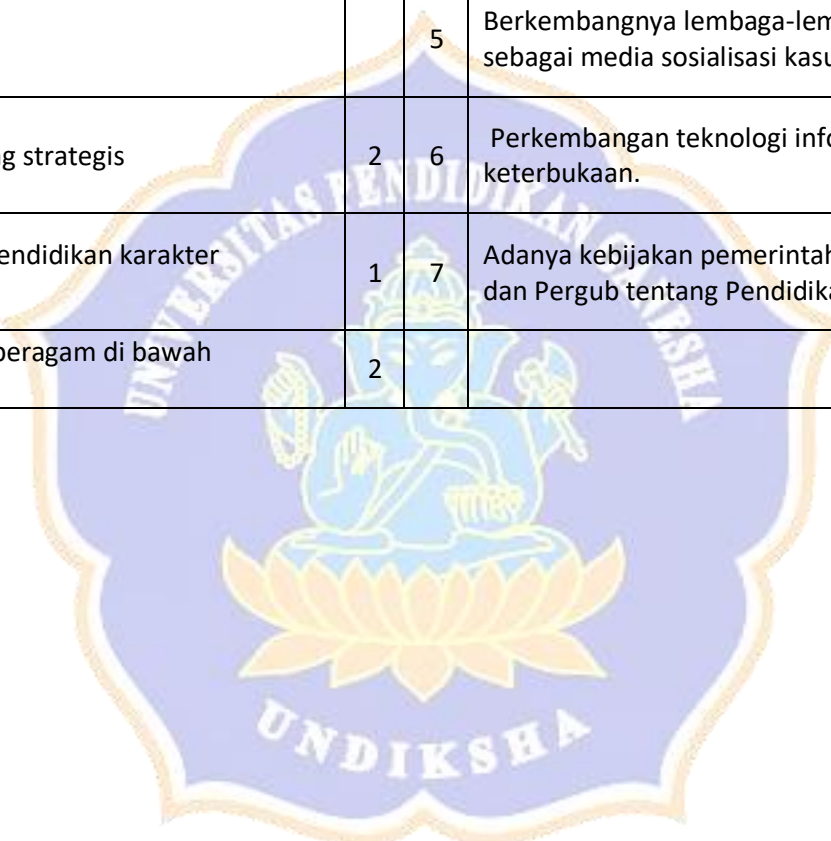 5 Berkembangnya lembaga-lem
sebagai media sosialisasi kasu
g strategis 2 6 Perkembangan teknologi info
keterbukaan.
endidikan karakter 1 7 Adanya kebijakan pemerintah
dan Pergub tentang Pendidika
beragam di bawah 2
UNIVERSITAS PENDIDIKAN GANESHA
UNDIKSHA